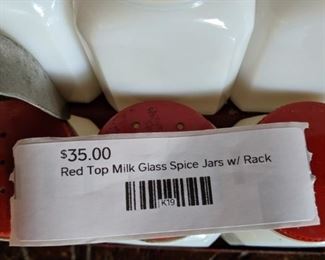 $35.00
Red Top Milk Glass Spice Jars w/ Rack
K19